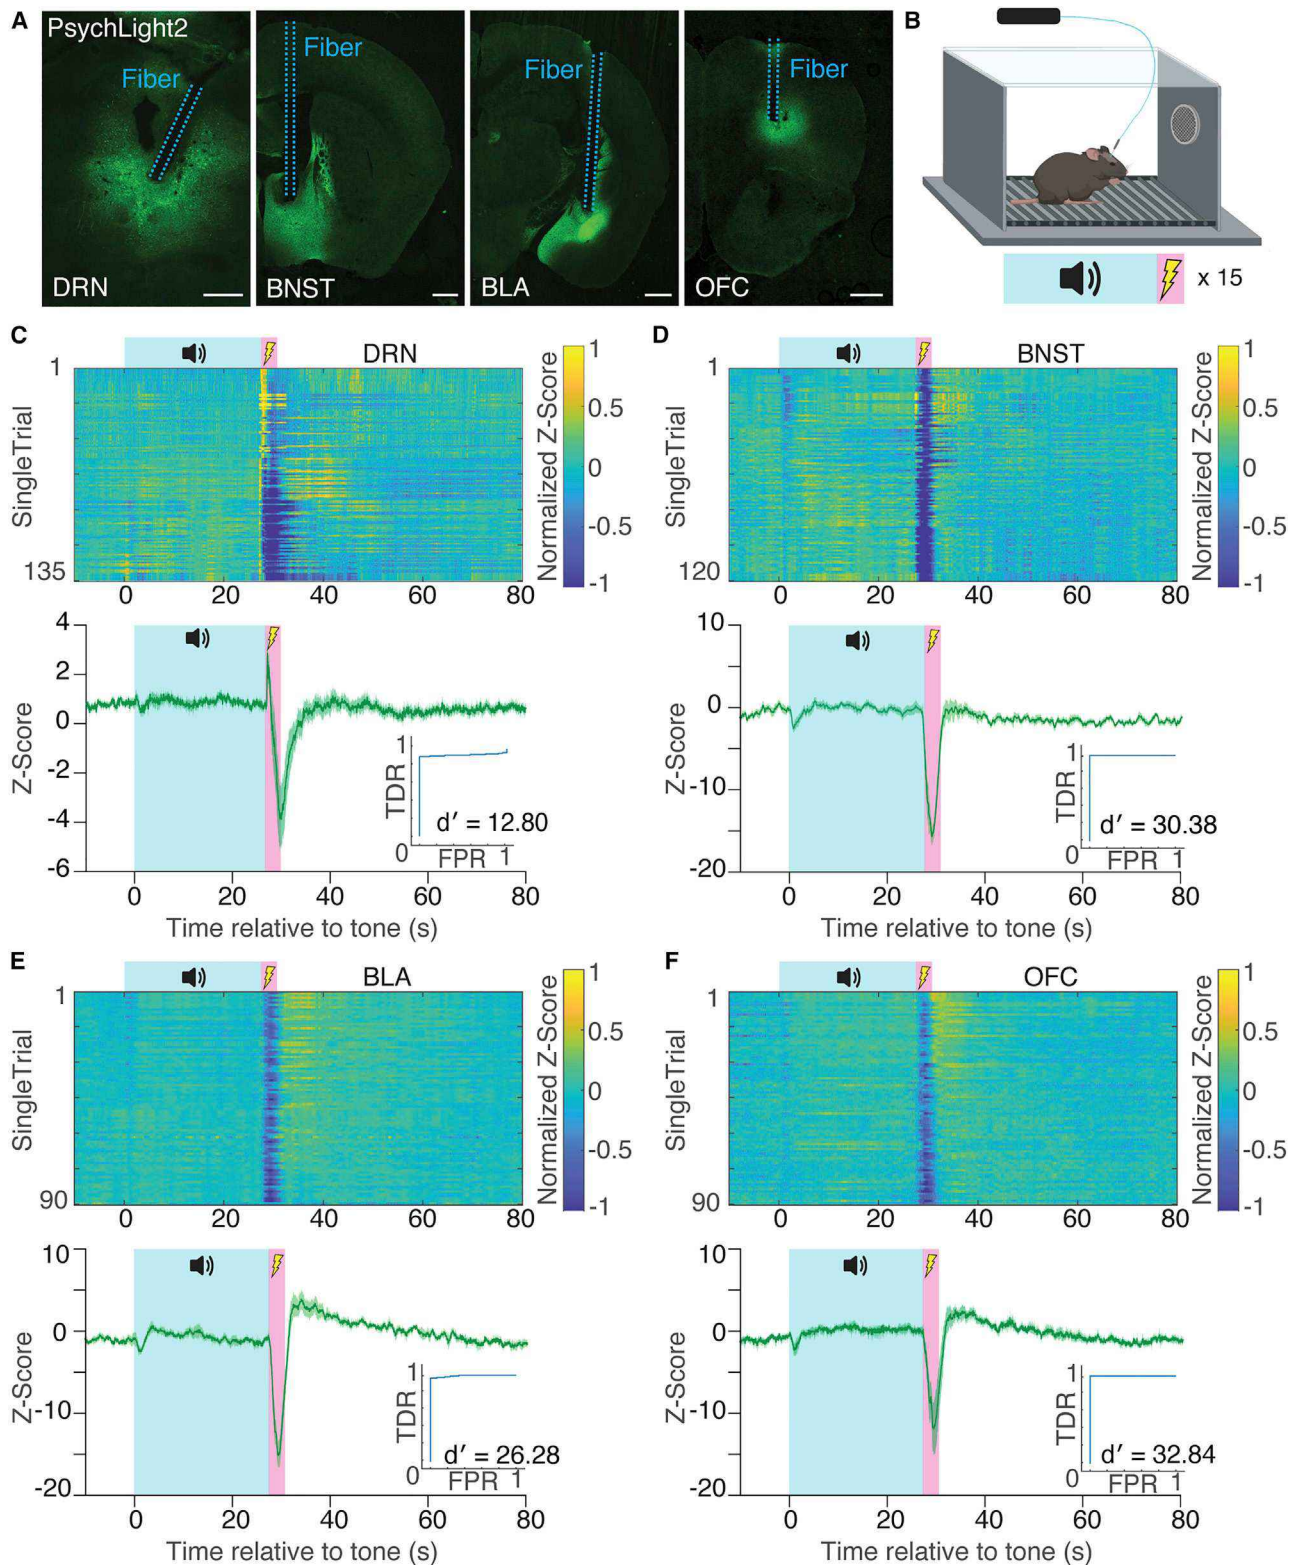 A
PsychLight2
Fiber
DRN
Fiber
BNST
Fiber
BLA
Fiber
OFC
B
x 15
C
DRN
1
SingleTrial
135
0 20 40 60 80
1
0.5
0
-0.5
-1
Normalized Z-Score
4
2
0
-2
-4
-6
Z-Score
1
TDR
d′ = 12.80
0 FPR 1
0 20 40 60 80
Time relative to tone (s)
D
BNST
1
SingleTrial
120
0 20 40 60 80
1
0.5
0
-0.5
-1
Normalized Z-Score
10
0
-10
-20
Z-Score
1
TDR
d′ = 30.38
0 FPR 1
0 20 40 60 80
Time relative to tone (s)
E
BLA
1
SingleTrial
90
0 20 40 60 80
1
0.5
0
-0.5
-1
Normalized Z-Score
10
0
-10
-20
Z-Score
1
TDR
d′ = 26.28
0 FPR 1
0 20 40 60 80
Time relative to tone (s)
F
OFC
1
SingleTrial
90
0 20 40 60 80
1
0.5
0
-0.5
-1
Normalized Z-Score
10
0
-10
-20
Z-Score
1
TDR
d′ = 32.84
0 FPR 1
0 20 40 60 80
Time relative to tone (s)